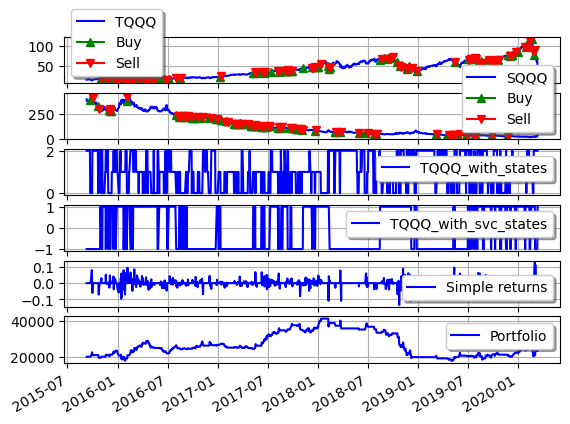 TQQQ
Buy
Sell
100
50
SQQQ
Buy
Sell
250
0
2
0
TQQQ_with_states
1
0
−1
TQQQ_with_svc_states
0.1
0.0
−0.1
Simple returns
40000
20000
Portfolio
2015-07
2016-01
2016-07
2017-01
2017-07
2018-01
2018-07
2019-01
2019-07
2020-01